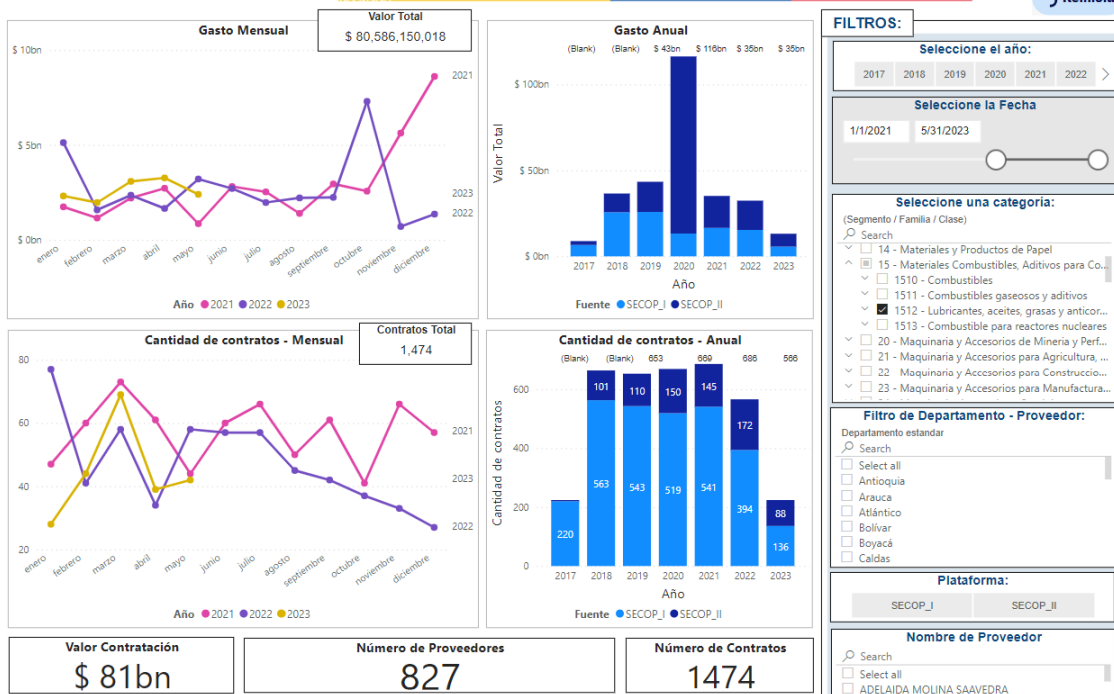 Gasto Mensual
Valor Total
$ 80,586,150,018
$ 10bn
$ 5bn
$ 0bn
2021
2023
2022
enero febrero marzo abril mayo junio julio agosto septiembre octubre noviembre diciembre
Año 2021 2022 2023
Gasto Anual
(Blank) (Blank) $ 43bn $ 116bn $ 35bn $ 35bn
Valor Total
$ 100bn
$ 50bn
$ 0bn
2017 2018 2019 2020 2021 2022 2023
Año
Fuente SECOP_I SECOP_II
Cantidad de contratos - Mensual
Contratos Total
1,474
80
60
40
20
2021
2023
2022
enero febrero marzo abril mayo junio julio agosto septiembre octubre noviembre diciembre
Año 2021 2022 2023
Cantidad de contratos - Anual
(Blank) (Blank) 653 669 686 566
Cantidad de contratos
600
400
200
0
101 110 150 145 172 88
220 563 543 519 541 394 136
2017 2018 2019 2020 2021 2022 2023
Año
Fuente SECOP_I SECOP_II
Valor Contratación
$ 81bn
Número de Proveedores
827
Número de Contratos
1474
FILTROS:
Seleccione el año:
2017 2018 2019 2020 2021 2022
Seleccione la Fecha
1/1/2021 5/31/2023
Seleccione una categoria:
(Segmento / Familia / Clase)
Search
14 - Materiales y Productos de Papel
15 - Materiales Combustibles, Aditivos para Co...
1510 - Combustibles
1511 - Combustibles gaseosos y aditivos
1512 - Lubricantes, aceites, grasas y anticor...
1513 - Combustible para reactores nucleares
20 - Maquinaria y Accesorios de Mineria y Perf...
21 - Maquinaria y Accesorios para Agricultura, ...
22 Maquinaria y Accesorios para Construccio...
23 - Maquinaria y Accesorios para Manufactura...
Filtro de Departamento - Proveedor:
Departamento estandar
Search
Select all
Antioquia
Arauca
Atlántico
Bolívar
Boyacá
Caldas
Plataforma:
SECOP_I SECOP_II
Nombre de Proveedor
Search
Select all
ADELAIDA MOLINA SAAVEDRA